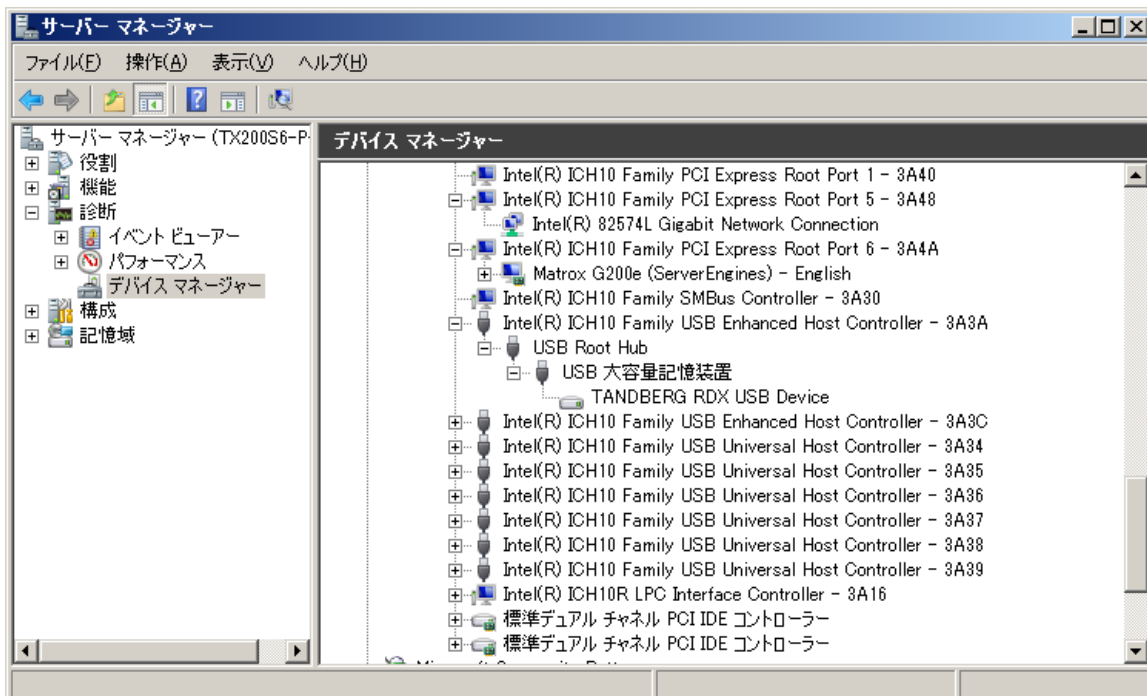 サーバー マネージャー
ファイル(F) 操作(A) 表示(V) ヘルプ(H)
サーバー マネージャー (TX200S6-P
役割
機能
診断
イベント ビューアー
パフォーマンス
デバイス マネージャー
構成
記憶域
デバイス マネージャー
Intel(R) ICH10 Family PCI Express Root Port 1 - 3A40
Intel(R) ICH10 Family PCI Express Root Port 5 - 3A48
Intel(R) 82574L Gigabit Network Connection
Intel(R) ICH10 Family PCI Express Root Port 6 - 3A4A
Matrox G200e (ServerEngines) - English
Intel(R) ICH10 Family SMBus Controller - 3A30
Intel(R) ICH10 Family USB Enhanced Host Controller - 3A3A
USB Root Hub
USB 大容量記憶装置
TANDBERG RDX USB Device
Intel(R) ICH10 Family USB Enhanced Host Controller - 3A3C
Intel(R) ICH10 Family USB Universal Host Controller - 3A34
Intel(R) ICH10 Family USB Universal Host Controller - 3A35
Intel(R) ICH10 Family USB Universal Host Controller - 3A36
Intel(R) ICH10 Family USB Universal Host Controller - 3A37
Intel(R) ICH10 Family USB Universal Host Controller - 3A38
Intel(R) ICH10 Family USB Universal Host Controller - 3A39
Intel(R) ICH10R LPC Interface Controller - 3A16
標準デュアル チャネル PCI IDE コントローラー
標準デュアル チャネル PCI IDE コントローラー